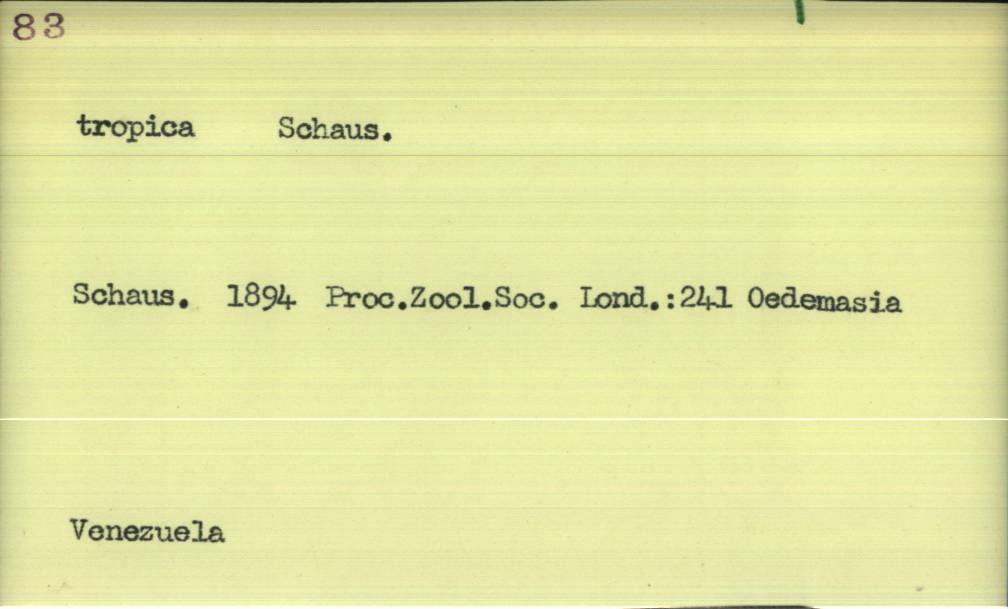 83
tropica Schaus.
Schaus. 1894 Proc.Zool.Soc. Lond.:241 Oedemasia
Venezuela